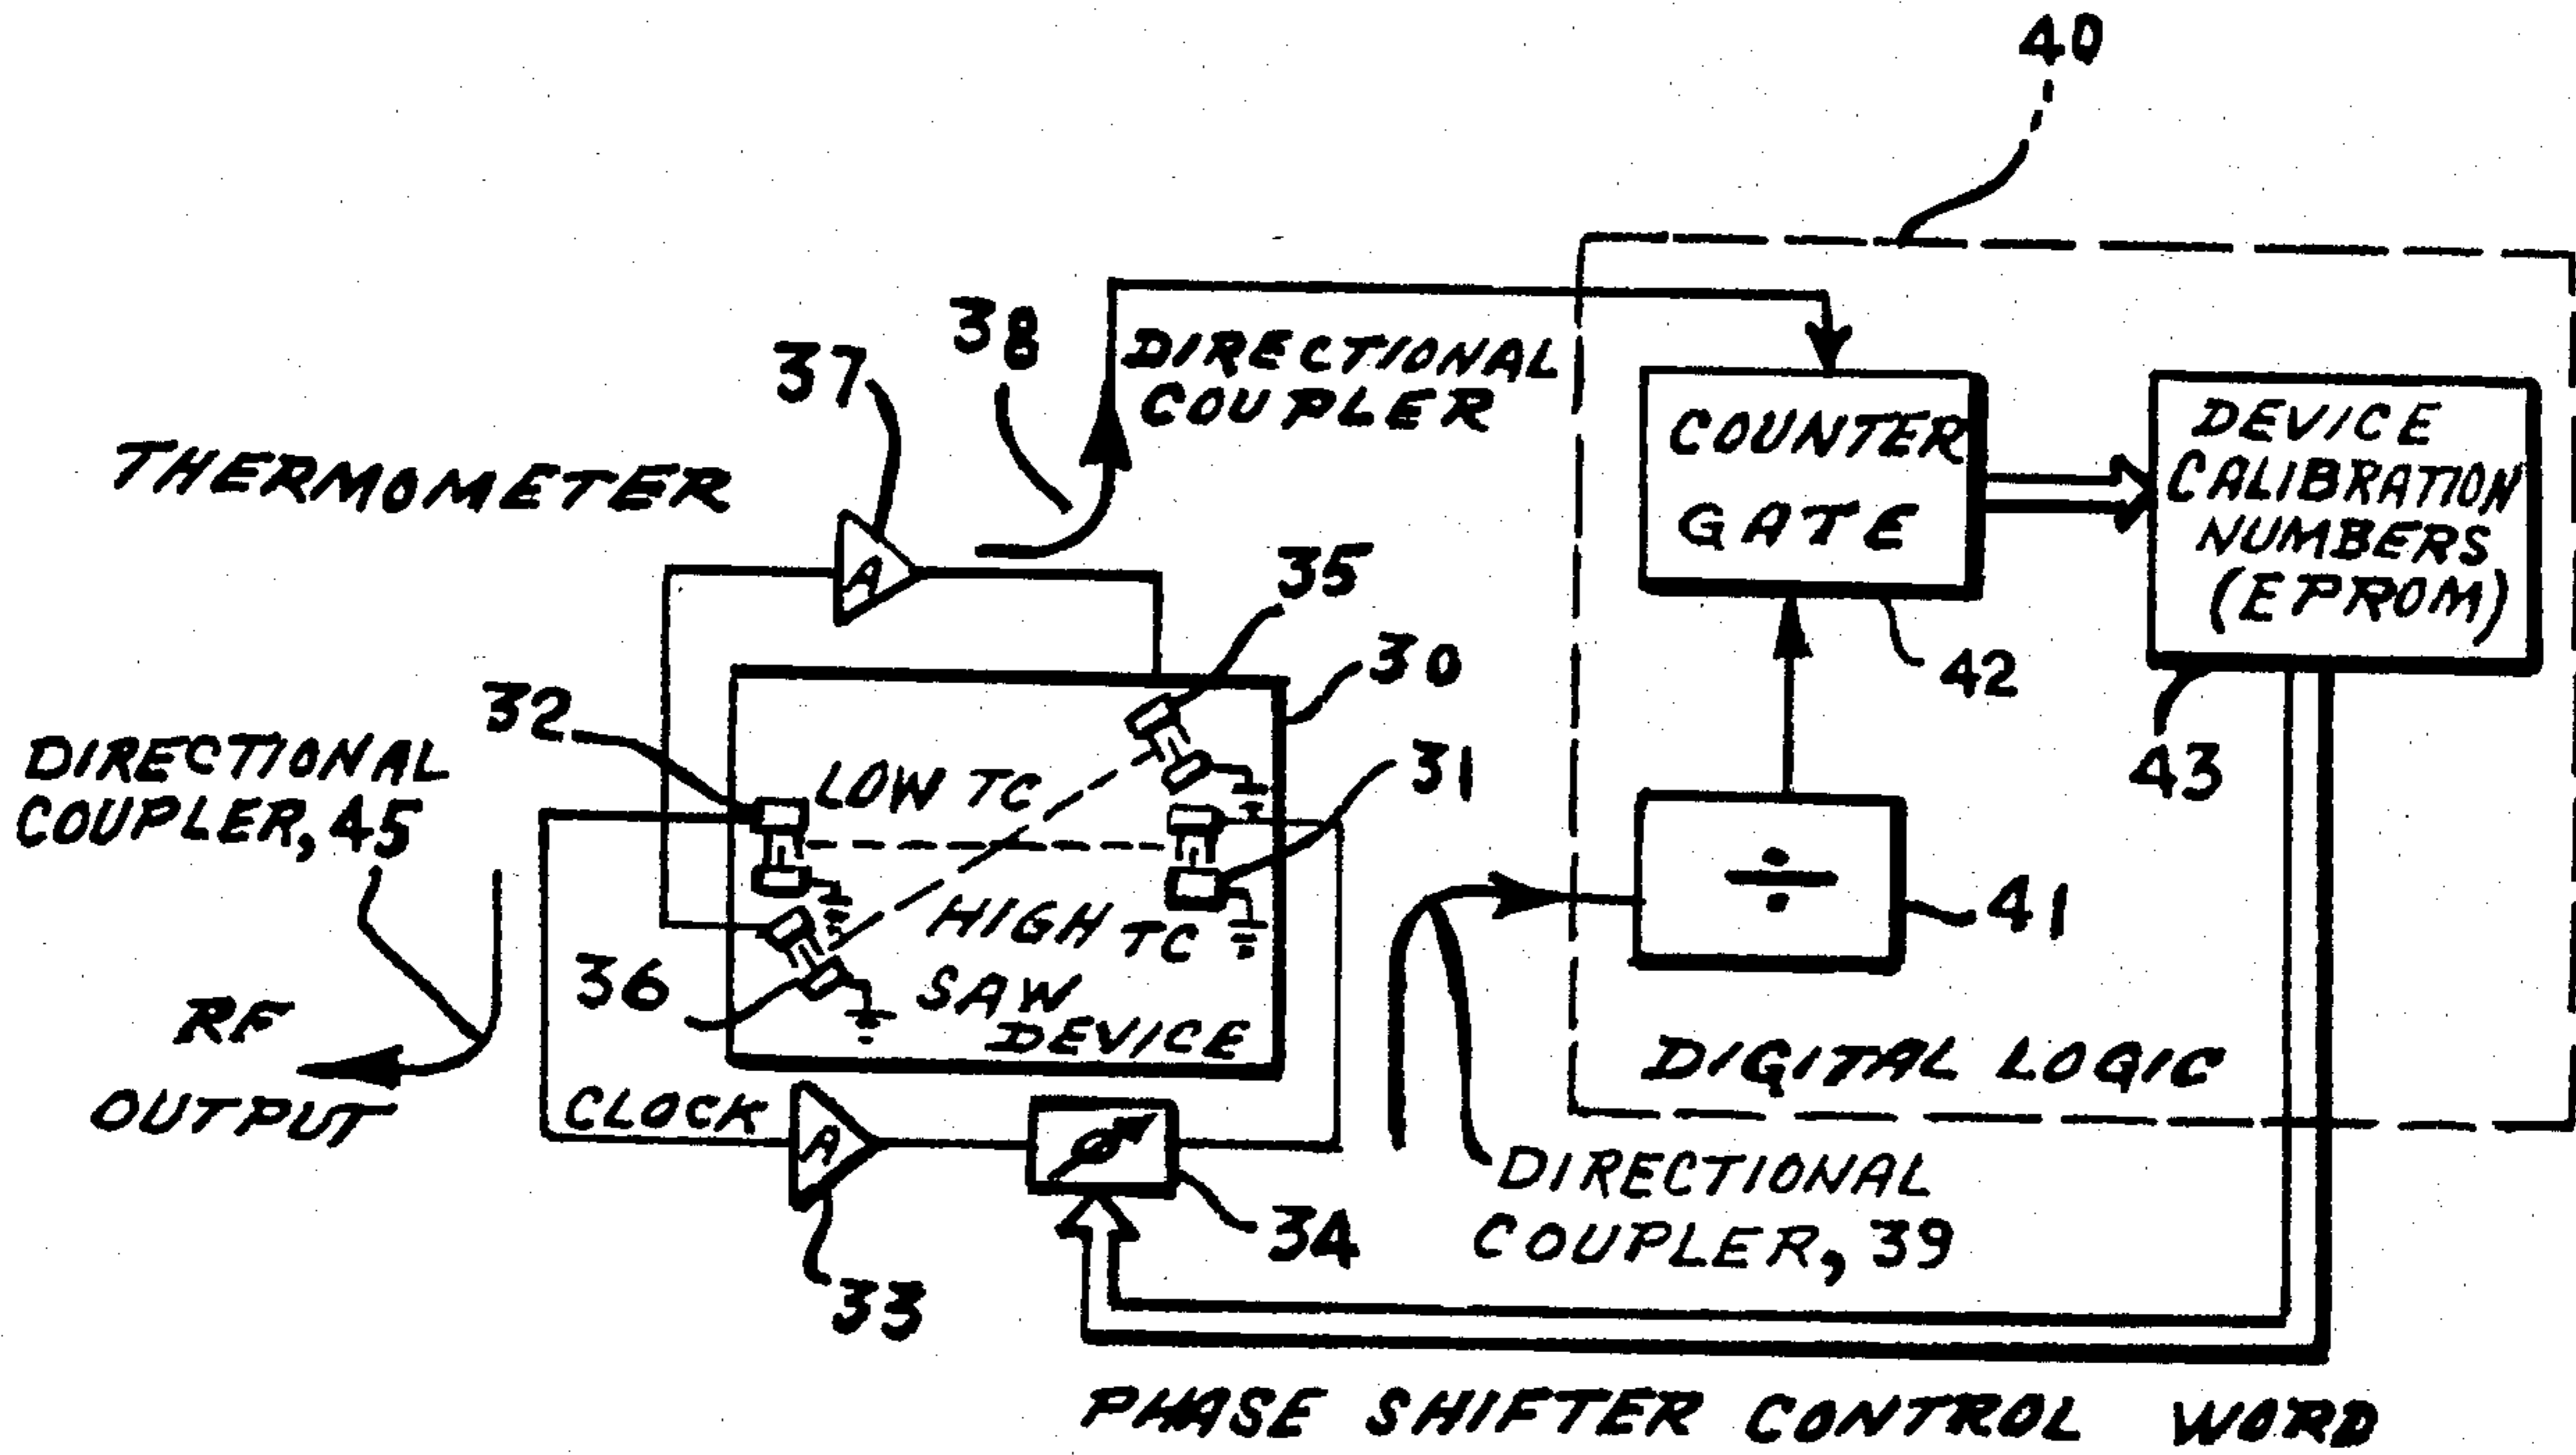 40
38
DIRECTIONAL
COUPLER
37
THERMOMETER
A
COUNTER
GATE
DEVICE
CALIBRATION
NUMBERS
(EPROM)
35
30
42
43
32
DIRECTIONAL
COUPLER, 45
LOW TC
31
HIGH TC
SAW
DEVICE
36
÷
41
RF
OUTPUT
CLOCK
A
ϕ
DIGITAL LOGIC
DIRECTIONAL
COUPLER, 39
34
33
PHASE SHIFTER CONTROL WORD